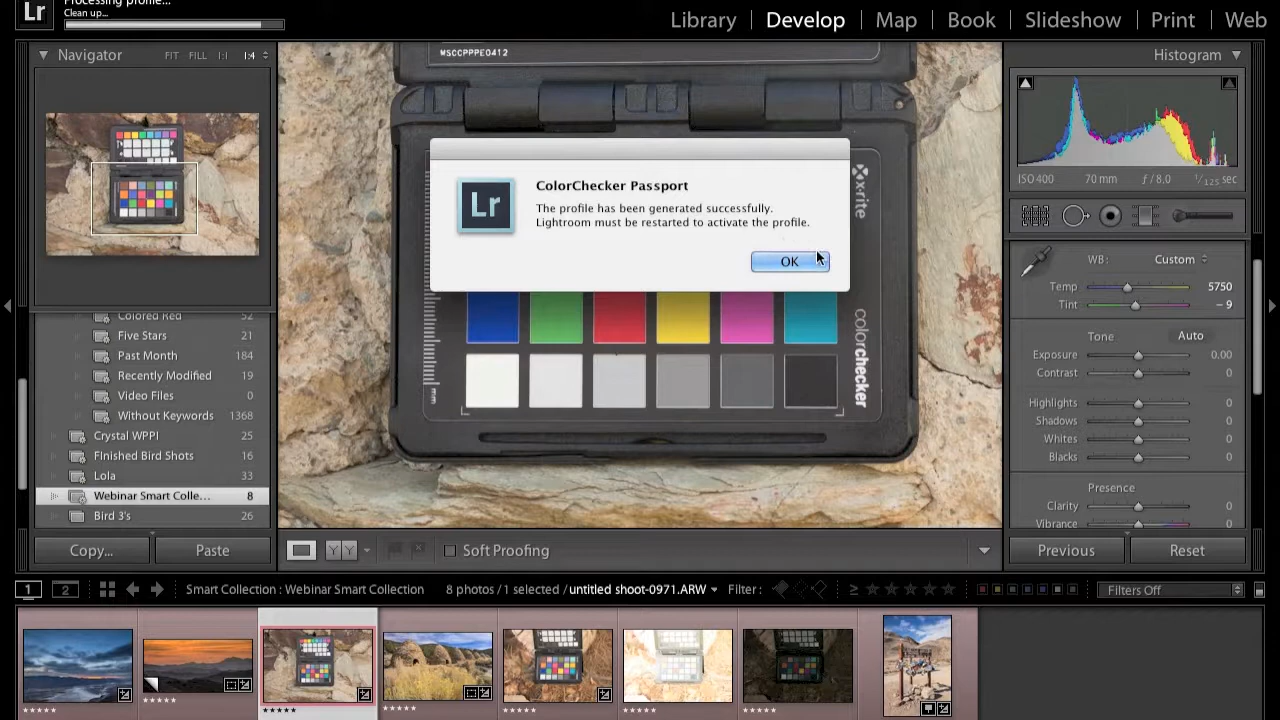 Lr
Processing profile...
Clean up...
Library
Develop
Map
Book
Slideshow
Print
Web
Navigator
FIT
FILL
1:1
1:4
Histogram
MSCCPPPE0412
ISO 400
70 mm
ƒ / 8.0
1/125 sec
Lr
ColorChecker Passport
The profile has been generated successfully.
Lightroom must be restarted to activate the profile.
OK
x-rite
colorchecker
mm
WB:
Custom
Temp
5750
Tint
– 9
Tone
Auto
Exposure
0.00
Contrast
0
Highlights
0
Shadows
0
Whites
0
Blacks
0
Presence
Clarity
0
Vibrance
0
Colored Red
52
Five Stars
21
Past Month
184
Recently Modified
19
Video Files
0
Without Keywords
1368
Crystal WPPI
25
FInished Bird Shots
16
Lola
33
Webinar Smart Colle...
8
Bird 3's
26
Copy...
Paste
Y Y
Soft Proofing
Previous
Reset
1
2
Smart Collection : Webinar Smart Collection
8 photos / 1 selected / untitled shoot-0971.ARW
Filter :
≥
Filters Off